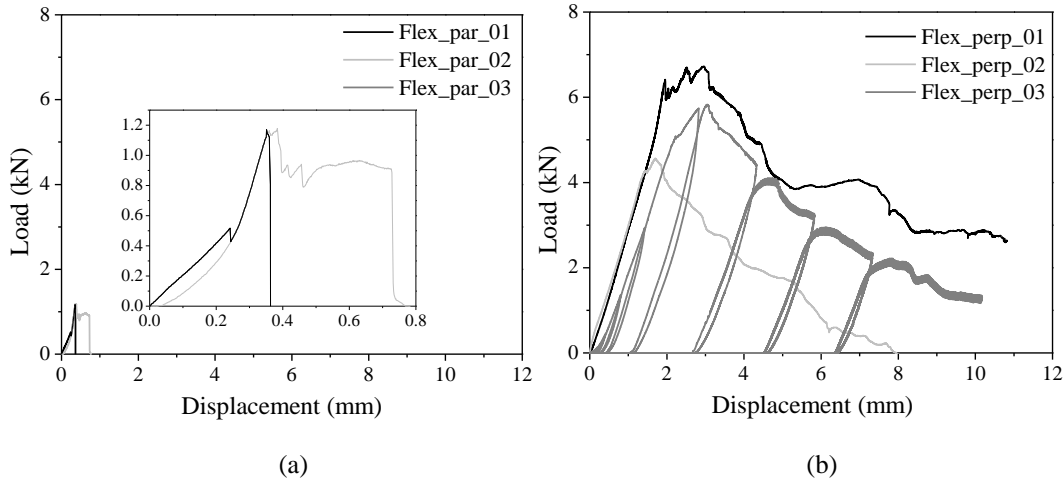 8
6
4
2
0
0 2 4 6 8 10 12
Load (kN)
Displacement (mm)
Flex_par_01
Flex_par_02
Flex_par_03
1.2
1.0
0.8
0.6
0.4
0.2
0.0
0.0 0.2 0.4 0.6 0.8
(a)
8
6
4
2
0
0 2 4 6 8 10 12
Load (kN)
Displacement (mm)
Flex_perp_01
Flex_perp_02
Flex_perp_03
(b)